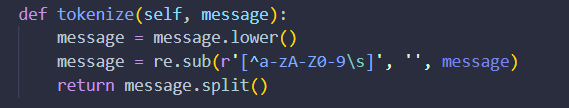 def tokenize(self, message):
    message = message.lower()
    message = re.sub(r'[^a-zA-Z0-9\s]', '', message)
    return message.split()